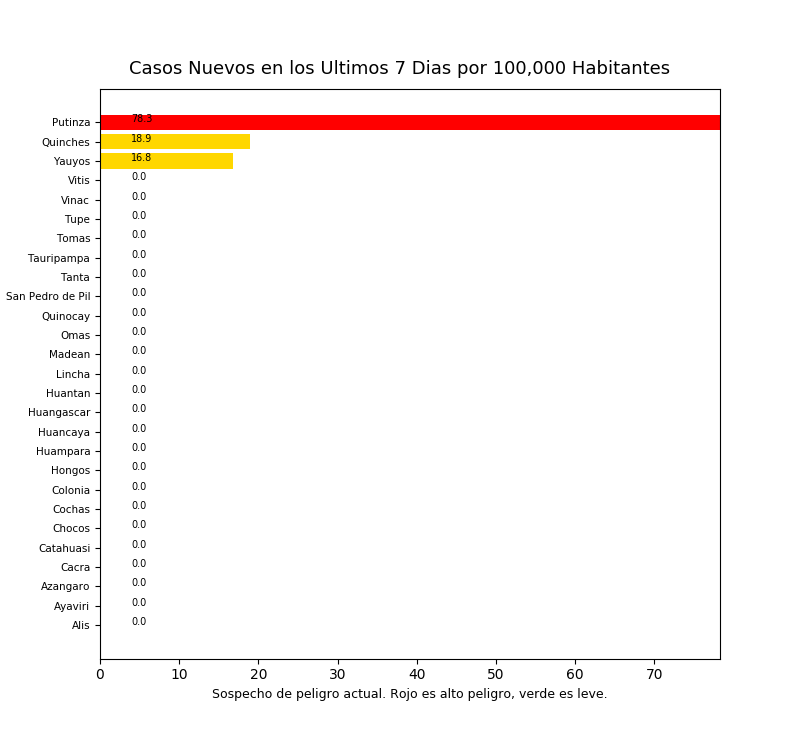 Casos Nuevos en los Ultimos 7 Dias por 100,000 Habitantes
Putinza 78.3
Quinches 18.9
Yauyos 16.8
Vitis 0.0
Vinac 0.0
Tupe 0.0
Tomas 0.0
Tauripampa 0.0
Tanta 0.0
San Pedro de Pil 0.0
Quinocay 0.0
Omas 0.0
Madean 0.0
Lincha 0.0
Huantan 0.0
Huangascar 0.0
Huancaya 0.0
Huampara 0.0
Hongos 0.0
Colonia 0.0
Cochas 0.0
Chocos 0.0
Catahuasi 0.0
Cacra 0.0
Azangaro 0.0
Ayaviri 0.0
Alis 0.0
0 10 20 30 40 50 60 70
Sospecho de peligro actual. Rojo es alto peligro, verde es leve.